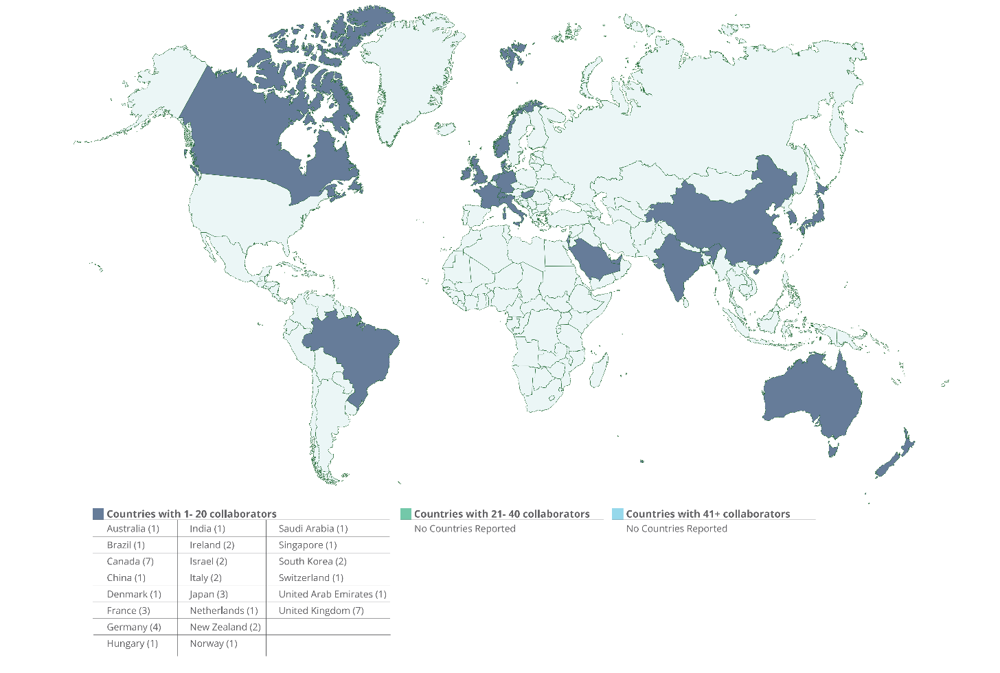 Countries with 1- 20 collaborators
Australia (1)
Brazil (1)
Canada (7)
China (1)
Denmark (1)
France (3)
Germany (4)
Hungary (1)
India (1)
Ireland (2)
Israel (2)
Italy (2)
Japan (3)
Netherlands (1)
New Zealand (2)
Norway (1)
Saudi Arabia (1)
Singapore (1)
South Korea (2)
Switzerland (1)
United Arab Emirates (1)
United Kingdom (7)
Countries with 21- 40 collaborators
No Countries Reported
Countries with 41+ collaborators
No Countries Reported